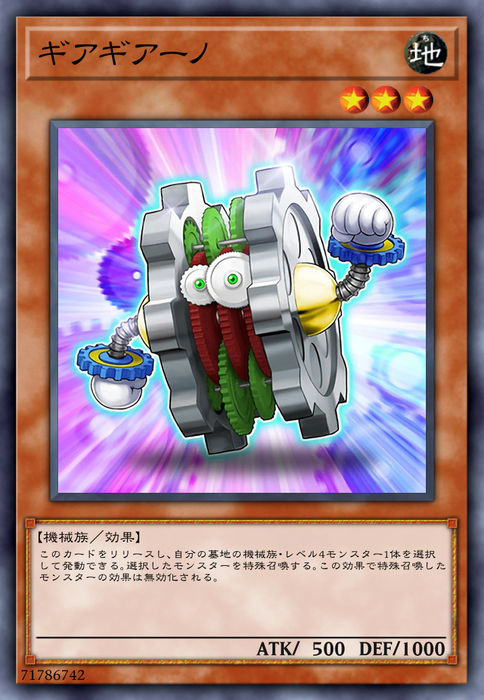 ギアギアーノ
ち
地
【機械族／効果】
このカードをリリースし、自分の墓地の機械族・レベル4モンスター1体を選択
して発動できる。選択したモンスターを特殊召喚する。この効果で特殊召喚した
モンスターの効果は無効化される。
ATK/ 500 DEF/1000
71786742